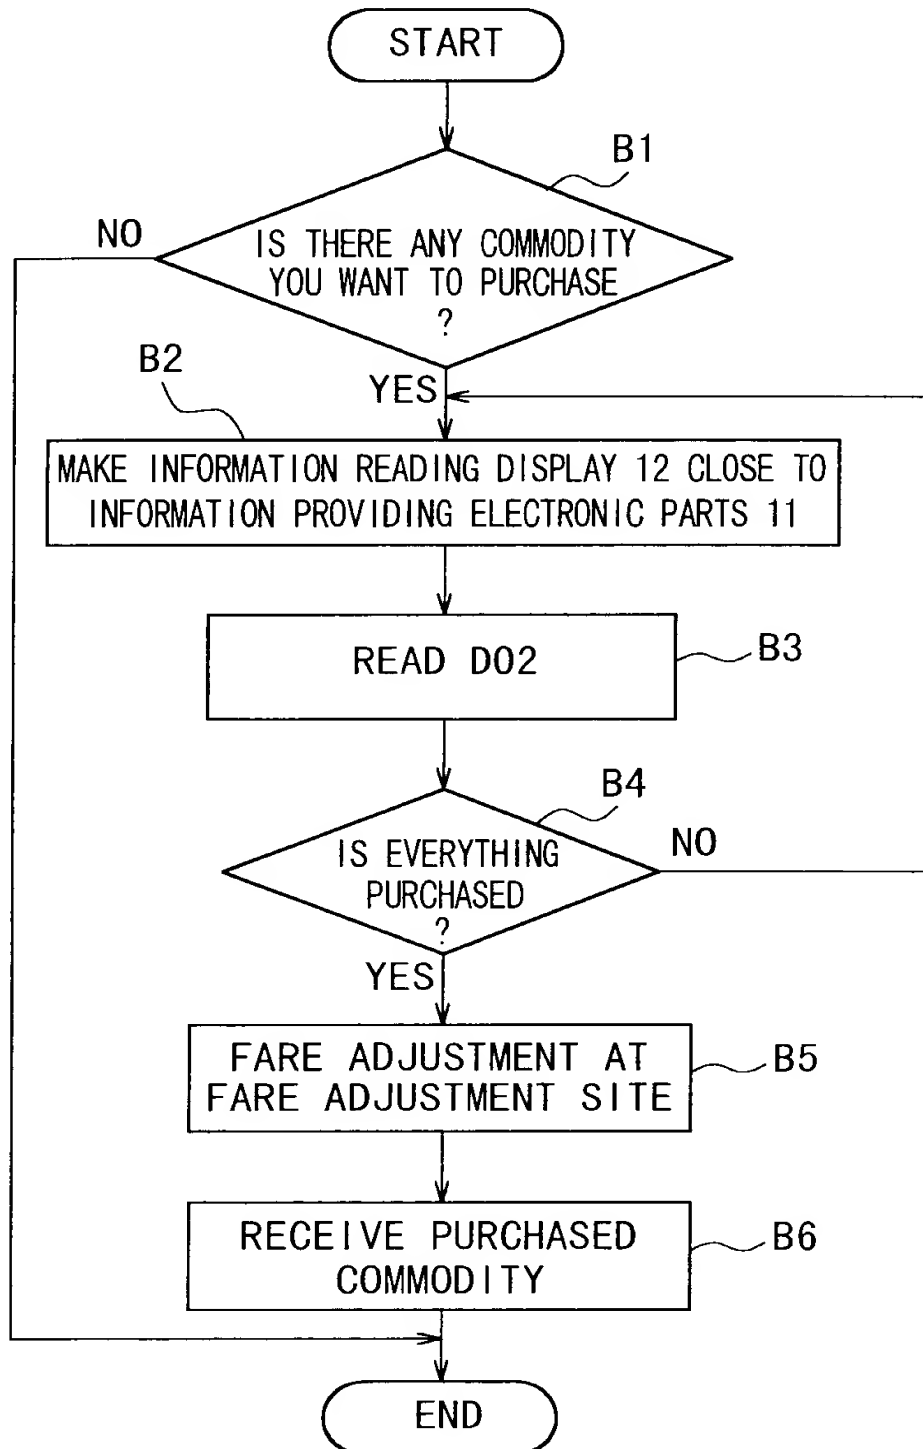 START
B1
NO
IS THERE ANY COMMODITY
YOU WANT TO PURCHASE
?
B2
YES
MAKE INFORMATION READING DISPLAY 12 CLOSE TO
INFORMATION PROVIDING ELECTRONIC PARTS 11
READ D02
B3
B4
IS EVERYTHING
PURCHASED
?
NO
YES
FARE ADJUSTMENT AT
FARE ADJUSTMENT SITE
B5
RECEIVE PURCHASED
COMMODITY
B6
END